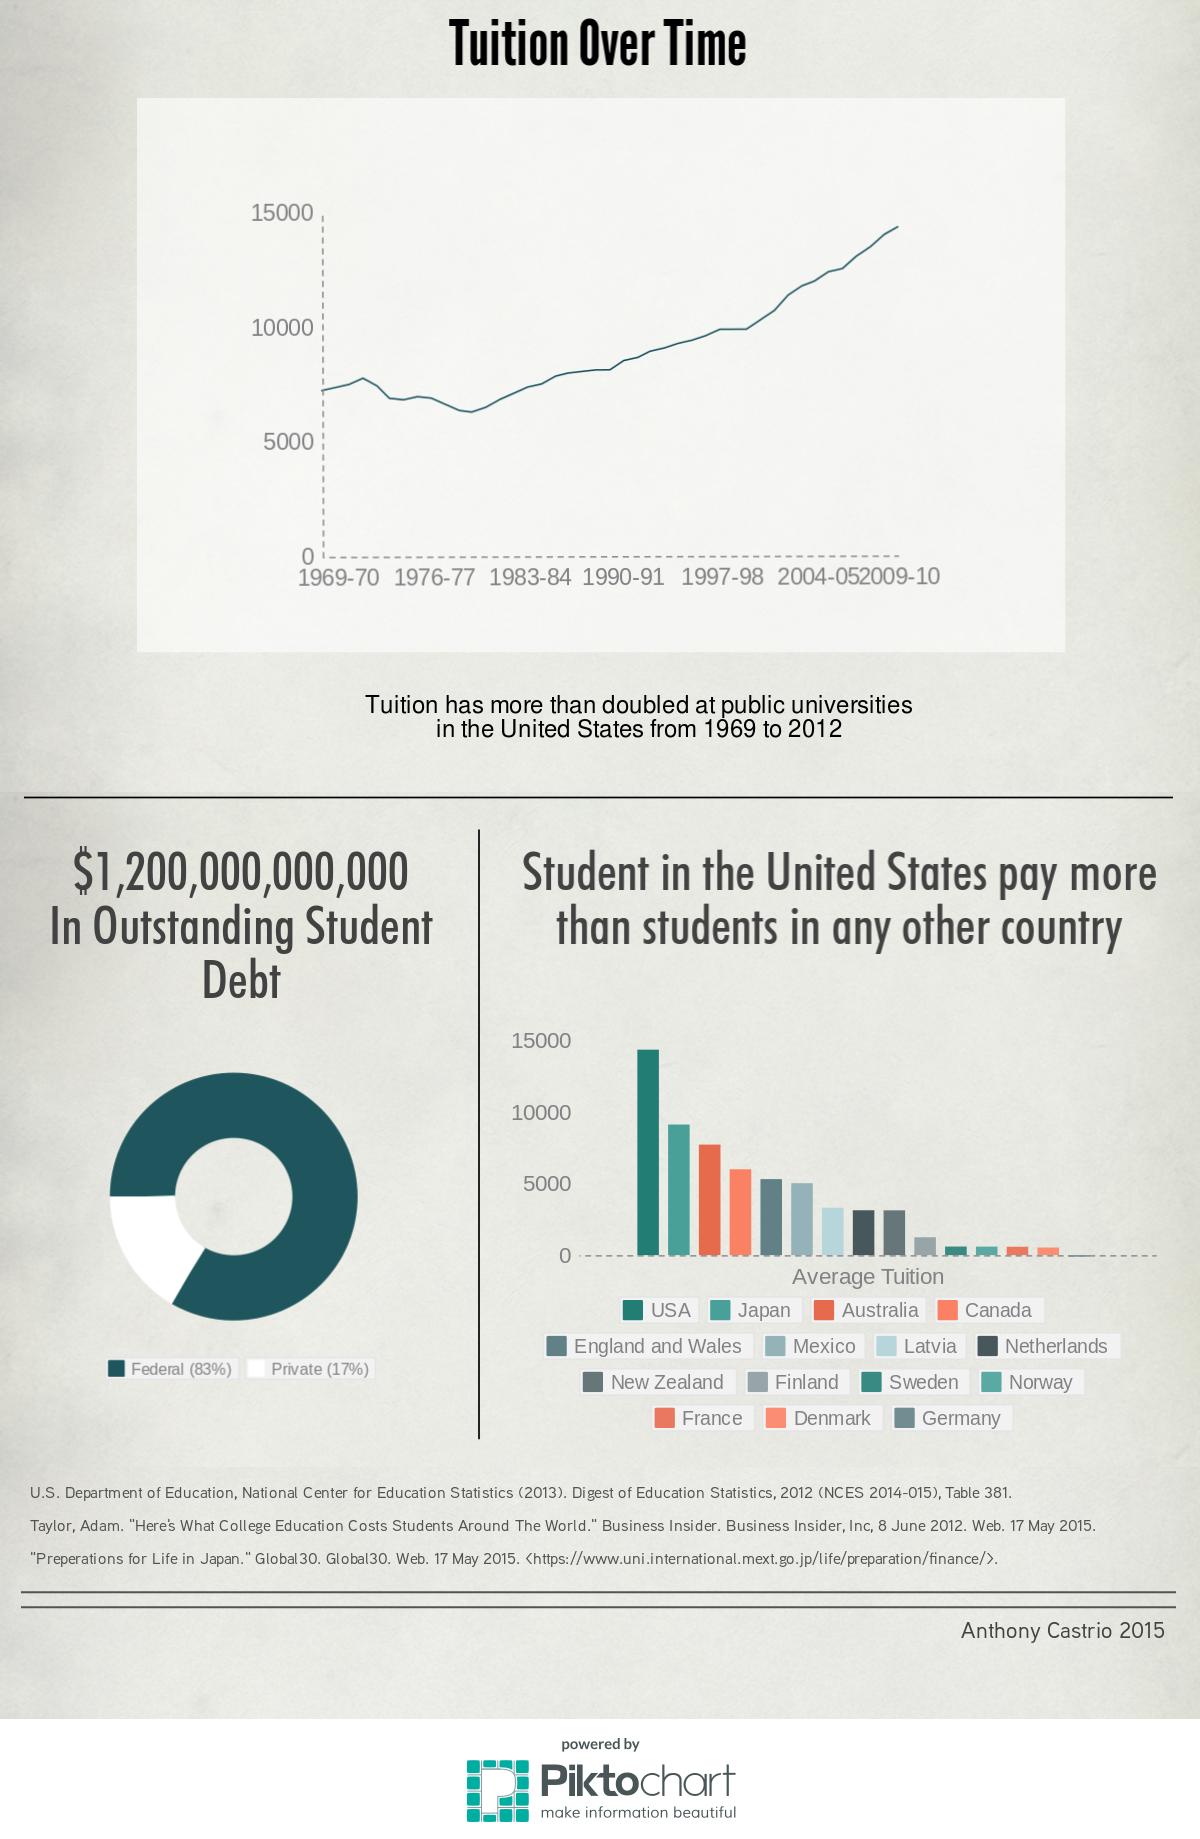 Tuition Over Time
15000
10000
5000
0
1969-70 1976-77 1983-84 1990-91 1997-98 2004-05 2009-10
Tuition has more than doubled at public universities
in the United States from 1969 to 2012
$1,200,000,000,000
In Outstanding Student
Debt
Federal (83%) Private (17%)
Student in the United States pay more
than students in any other country
15000
10000
5000
0
Average Tuition
USA Japan Australia Canada
England and Wales Mexico Latvia Netherlands
New Zealand Finland Sweden Norway
France Denmark Germany
U.S. Department of Education, National Center for Education Statistics (2013). Digest of Education Statistics, 2012 (NCES 2014-015), Table 381.
Taylor, Adam. "Here's What College Education Costs Students Around The World." Business Insider. Business Insider, Inc, 8 June 2012. Web. 17 May 2015.
"Preperations for Life in Japan." Global30. Global30. Web. 17 May 2015. <https://www.uni.international.mext.go.jp/life/preparation/finance/>.
Anthony Castrio 2015
powered by
Piktochart
make information beautiful